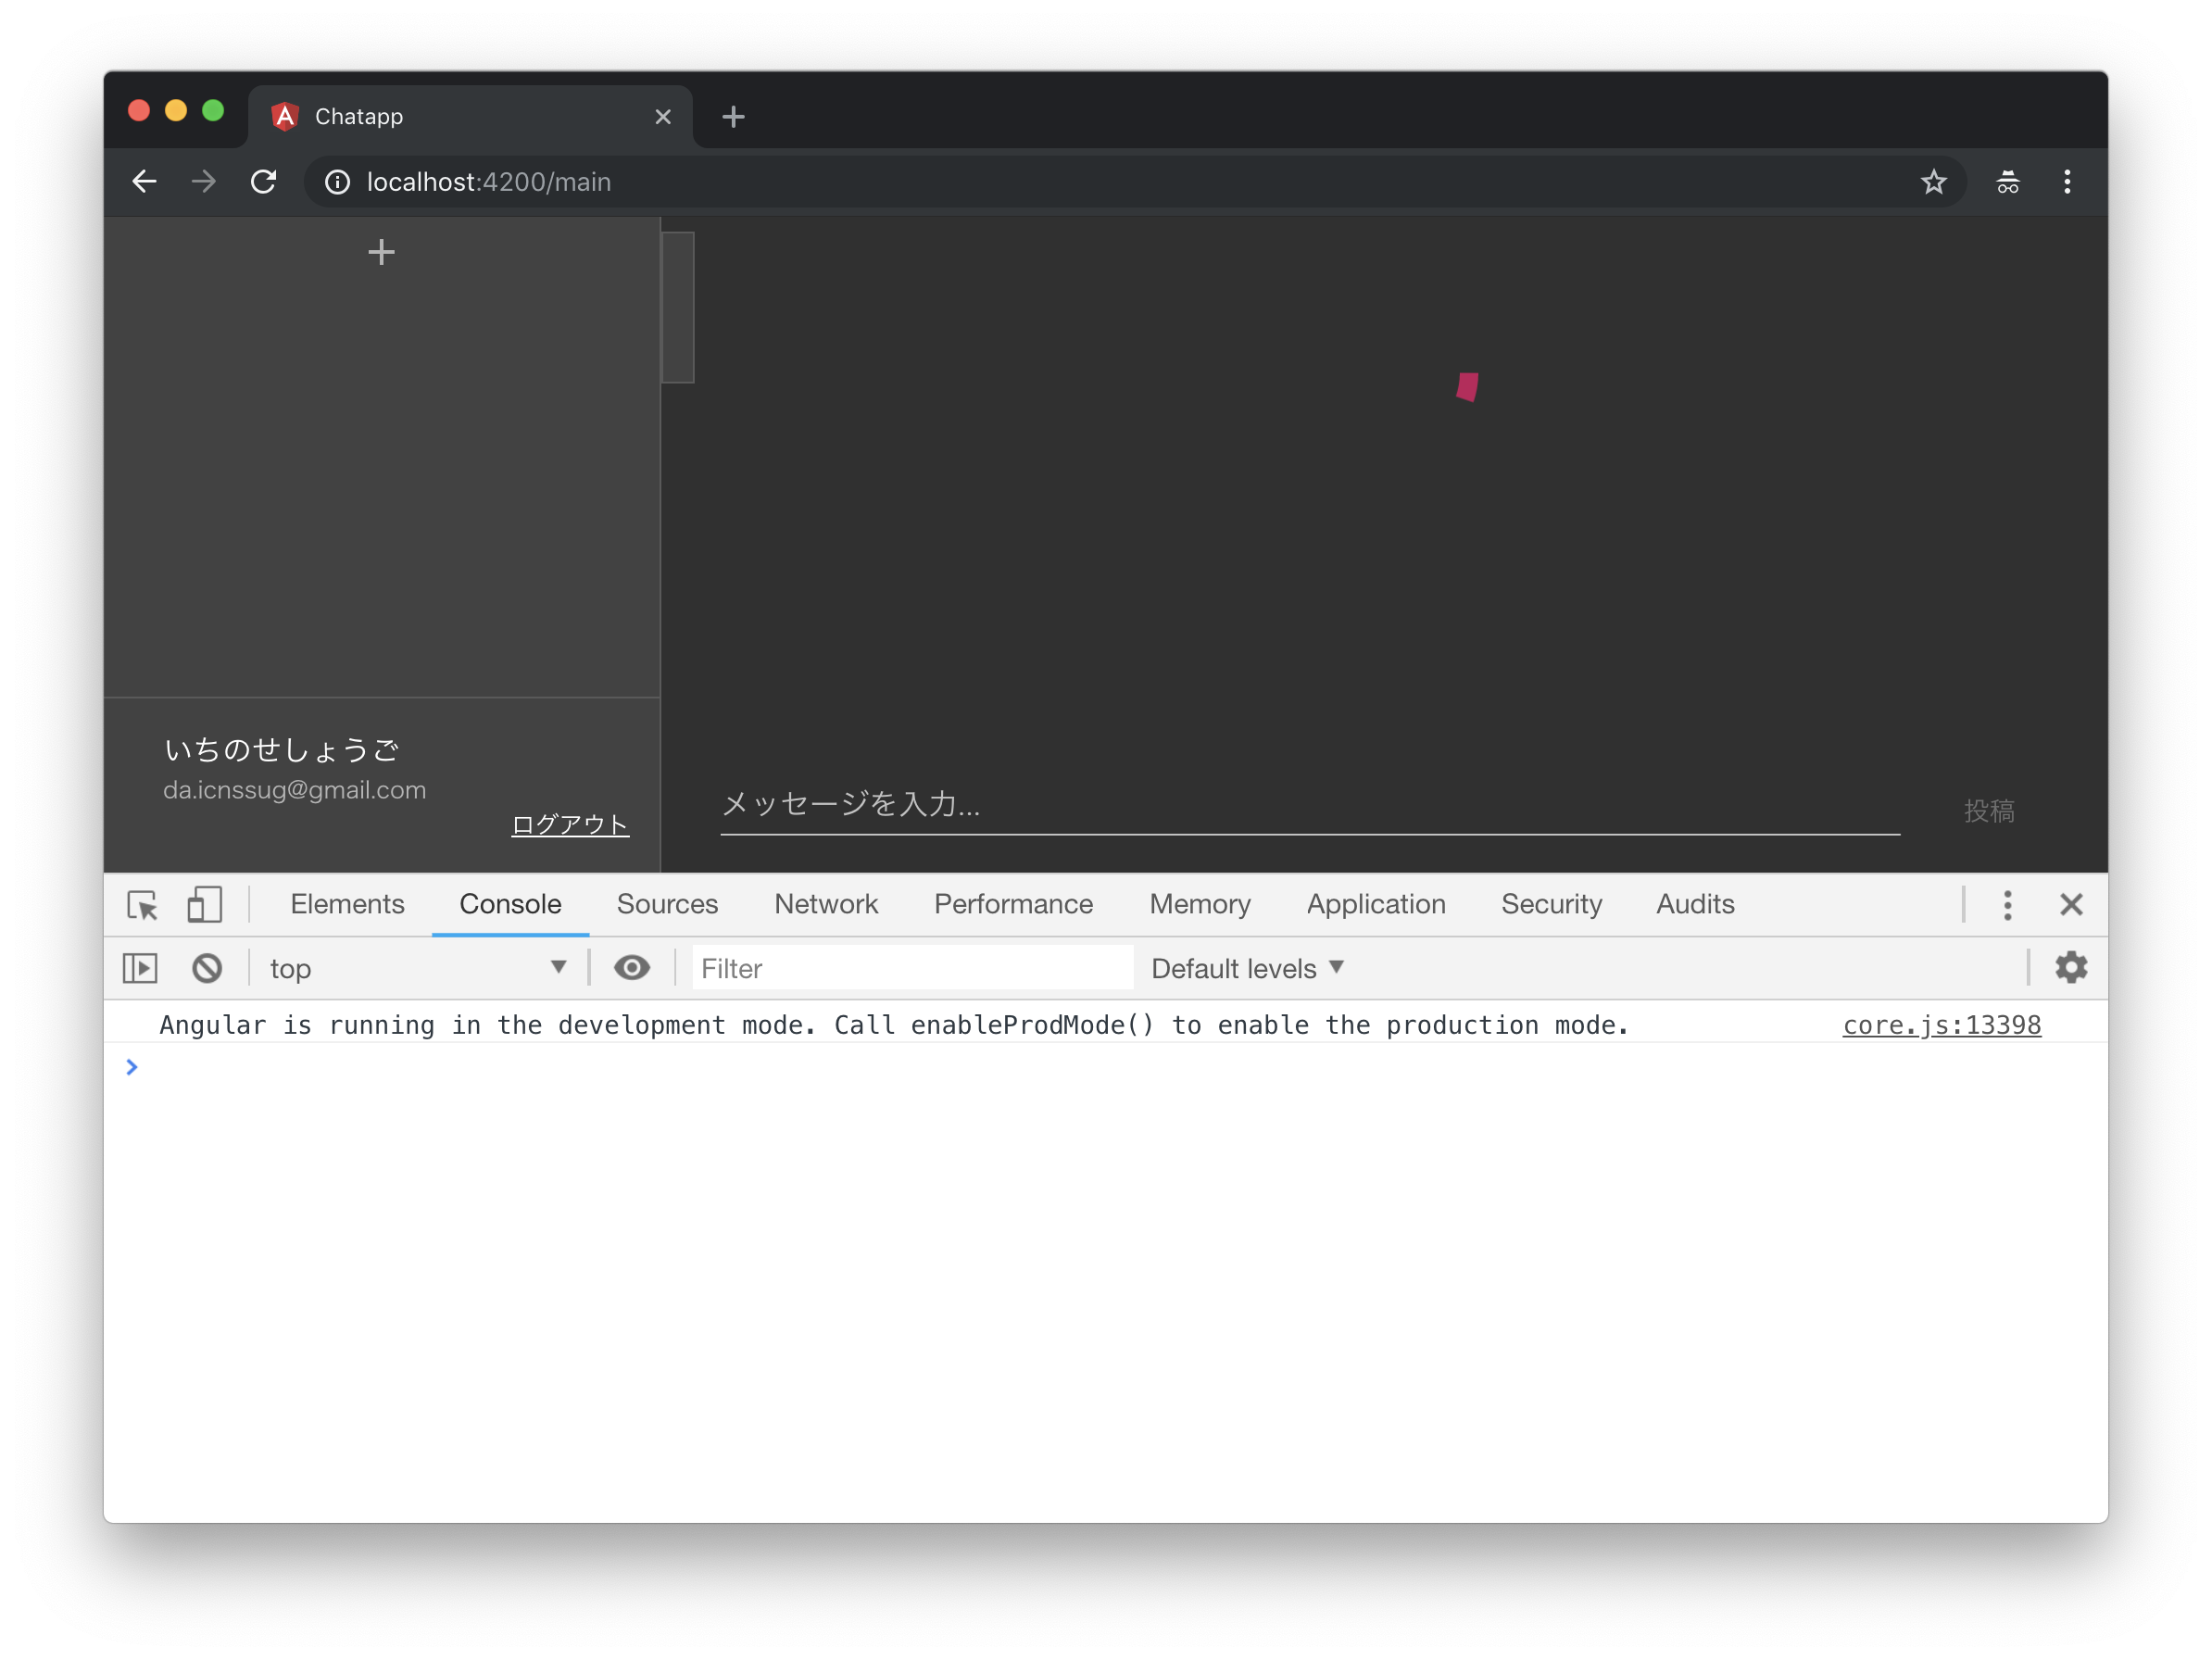 Chatapp
localhost:4200/main
いちのせしょうご
da.icnssug@gmail.com
ログアウト
メッセージを入力...
投稿
Elements Console Sources Network Performance Memory Application Security Audits
top Filter Default levels
Angular is running in the development mode. Call enableProdMode() to enable the production mode. core.js:13398